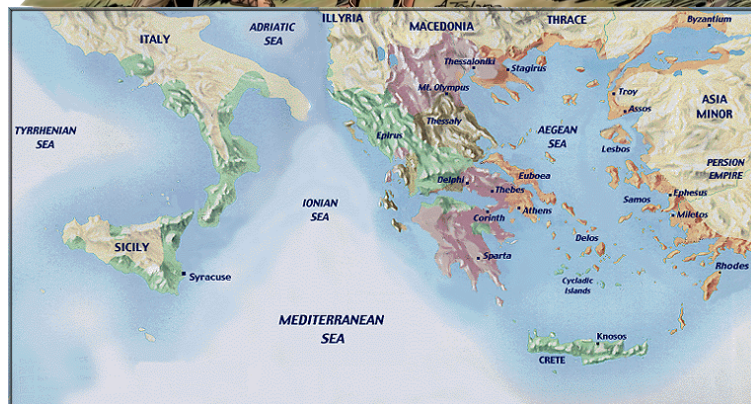 ILLYRIA
MACEDONIA
THRACE
Byzantium
ADRIATIC
SEA
ITALY
Thessaloniki
Stagirus
Mt. Olympus
Troy
Assos
ASIA
MINOR
Thessaly
Epirus
AEGEAN
SEA
Lesbos
TYRRHENIAN
SEA
PERSION
EMPIRE
Delphi
Euboea
Thebes
Ephesus
Samos
Miletos
IONIAN
SEA
Corinth
Athens
SICILY
Delos
Sparta
Rhodes
Syracuse
Cycladic
Islands
MEDITERRANEAN
SEA
Knosos
CRETE